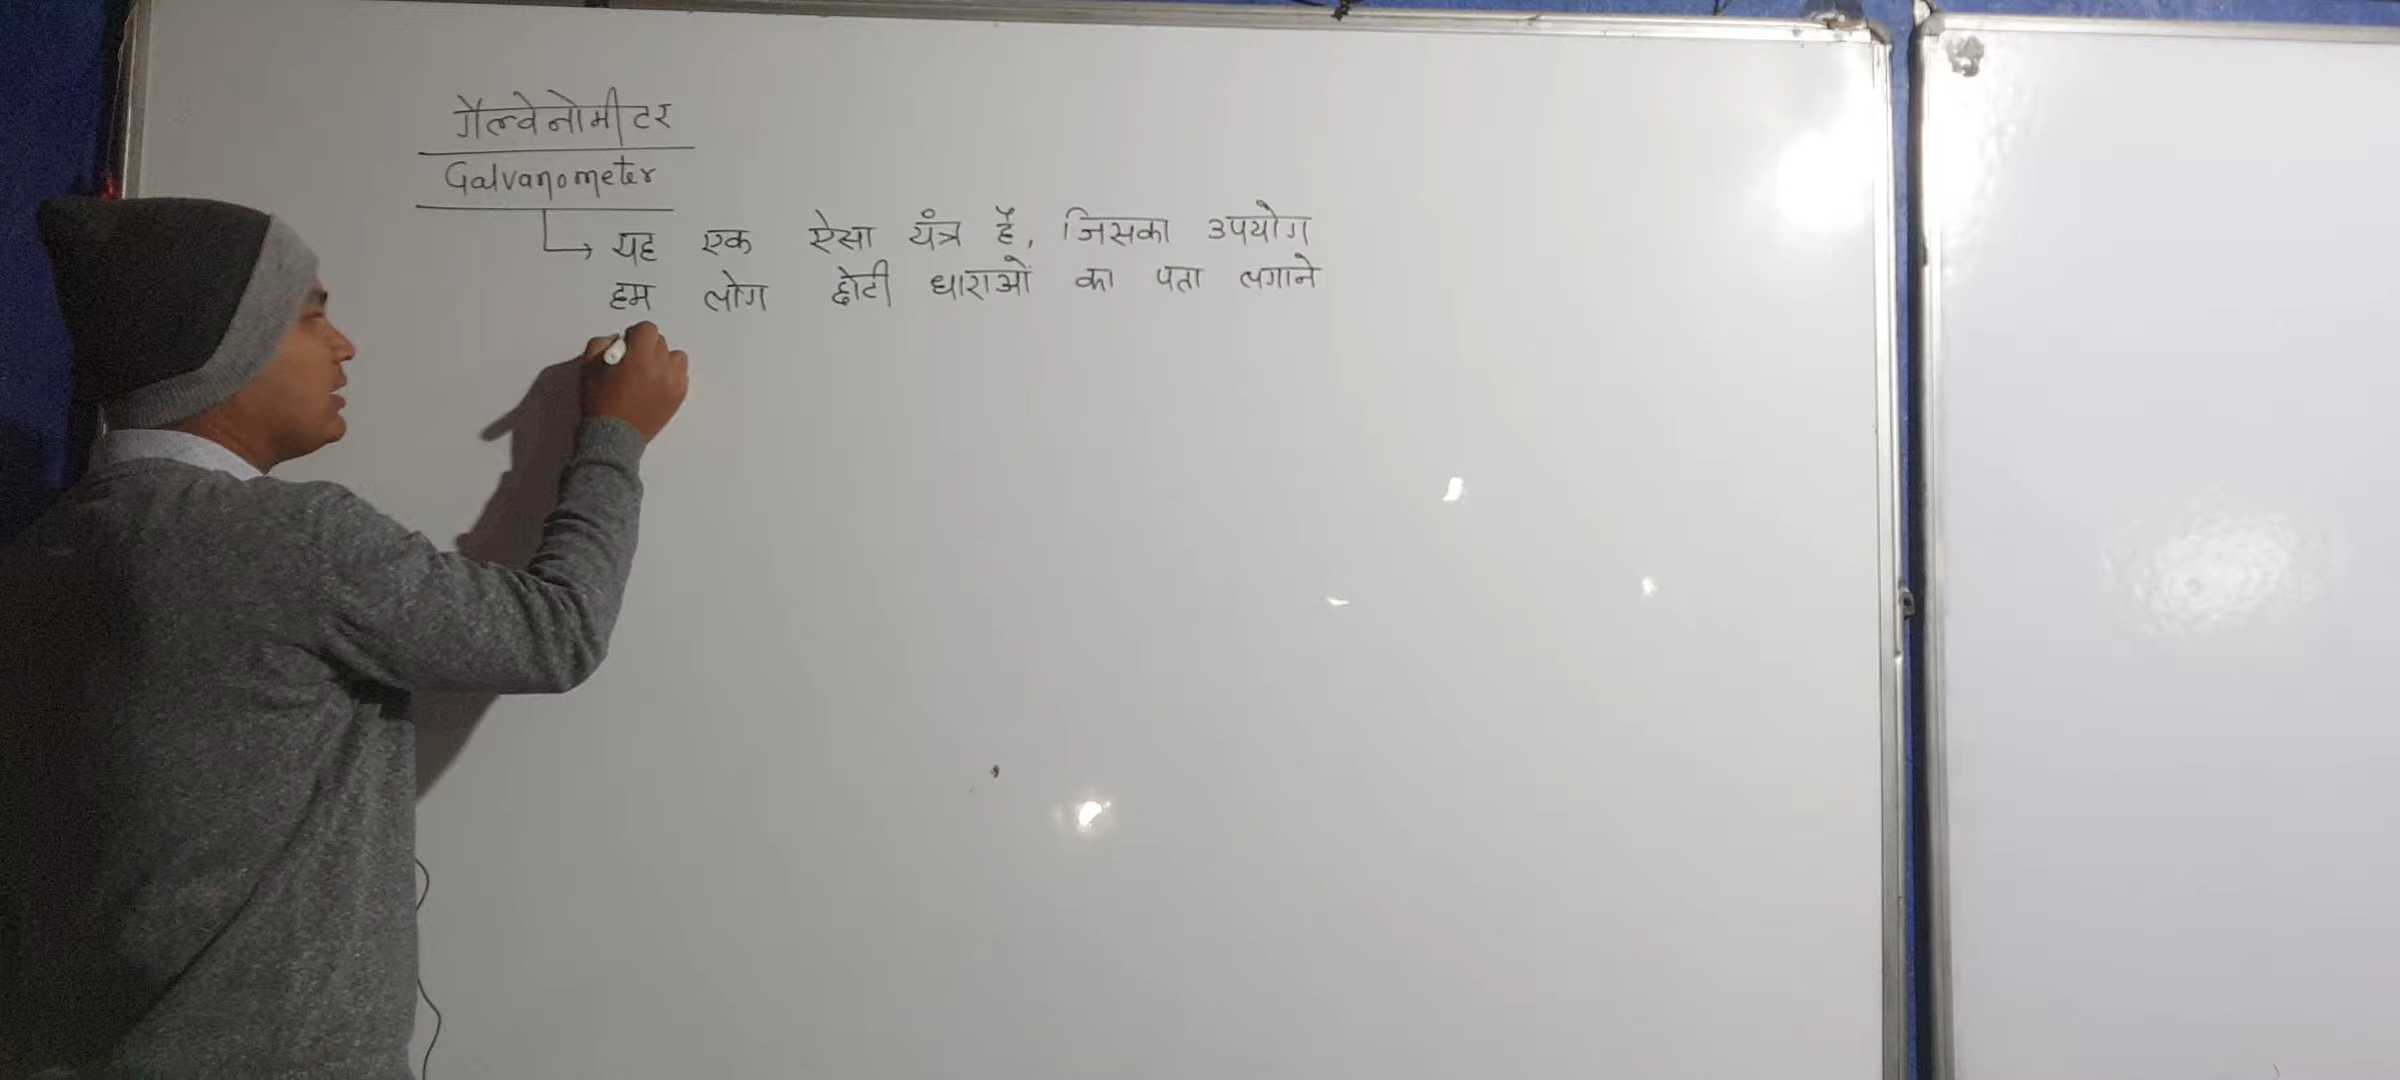 गैल्वेनोमीटर
Galvanometer
यह एक ऐसा यंत्र है, जिसका उपयोग
हम लोग छोटी धाराओं का पता लगाने